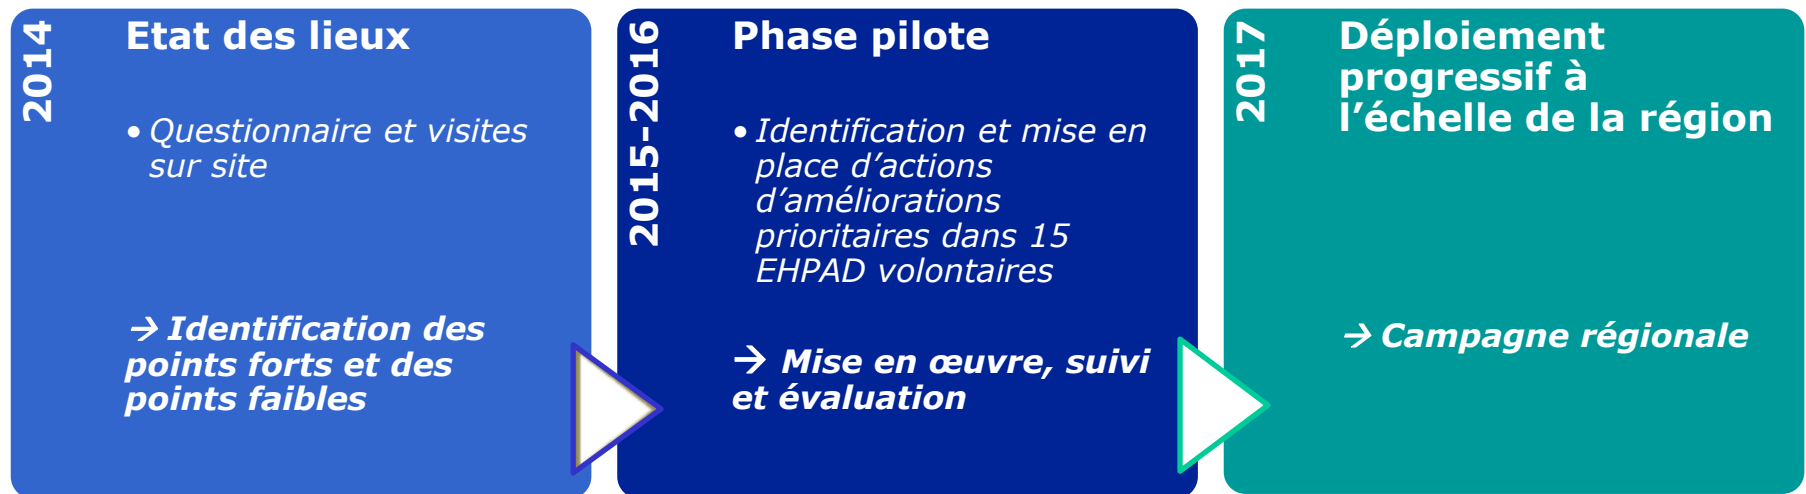 2014
Etat des lieux
• Questionnaire et visites
sur site
→ Identification des
points forts et des
points faibles
2015-2016
Phase pilote
• Identification et mise en
place d’actions
d’améliorations
prioritaires dans 15
EHPAD volontaires
→ Mise en œuvre, suivi
et évaluation
2017
Déploiement
progressif à
l’échelle de la région
→ Campagne régionale